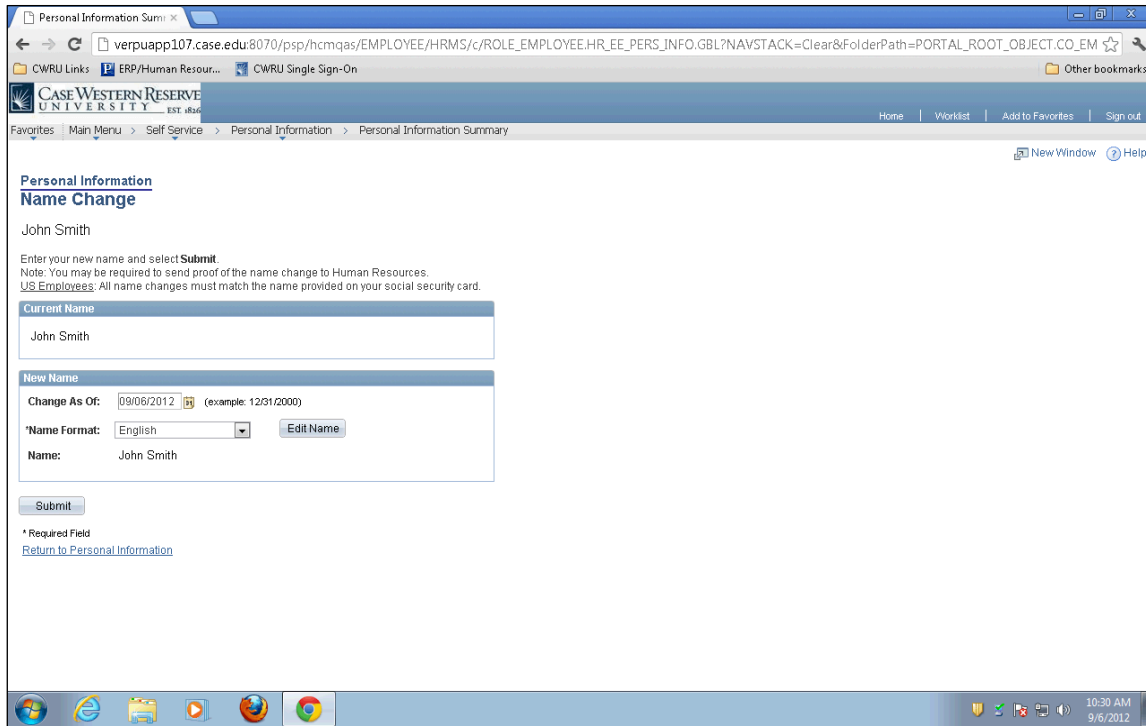 Personal Information Summ
verpuapp107.case.edu:8070/psp/hcmqas/EMPLOYEE/HRMS/c/ROLE_EMPLOYEE.HR_EE_PERS_INFO.GBL?NAVSTACK=Clear&FolderPath=PORTAL_ROOT_OBJECT.CO_EM
CWRU Links ERP/Human Resour... CWRU Single Sign-On Other bookmarks
CASE WESTERN RESERVE
UNIVERSITY EST. 1826
Home | Worklist | Add to Favorites | Sign out
Favorites Main Menu > Self Service > Personal Information > Personal Information Summary
New Window ? Help
Personal Information
Name Change
John Smith
Enter your new name and select Submit.
Note: You may be required to send proof of the name change to Human Resources.
US Employees: All name changes must match the name provided on your social security card.
Current Name
John Smith
New Name
Change As Of: 09/06/2012 31 (example: 12/31/2000)
*Name Format: English Edit Name
Name: John Smith
Submit
* Required Field
Return to Personal Information
10:30 AM
9/6/2012